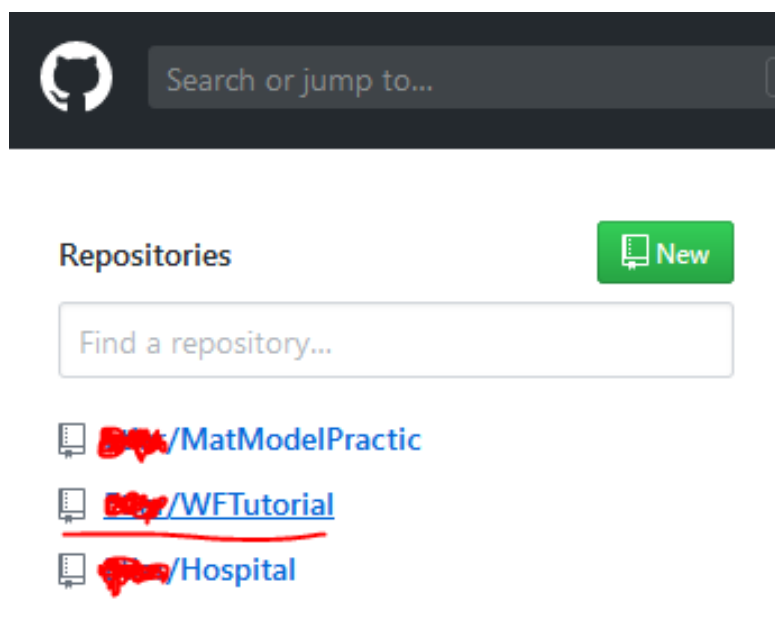 Search or jump to...
Repositories
New
Find a repository...
/MatModelPractic
/WFTutorial
/Hospital